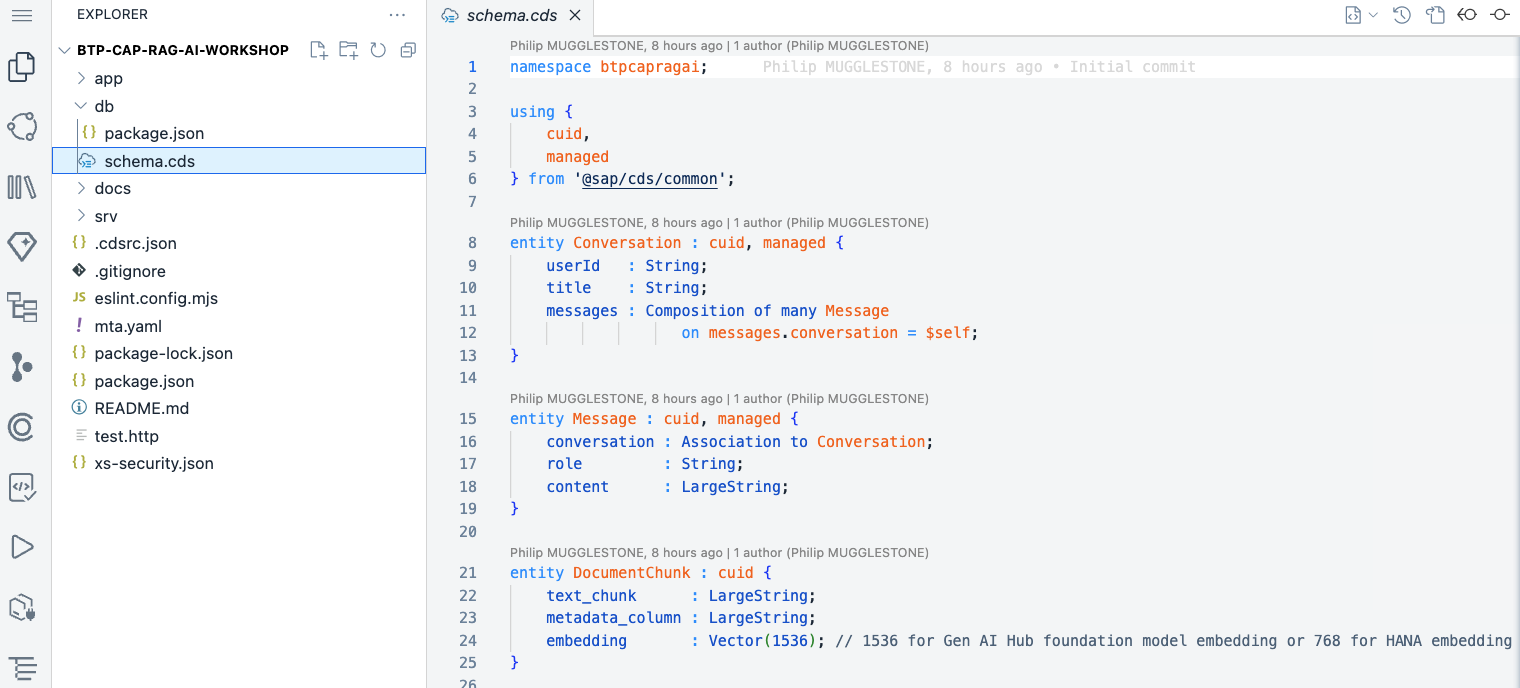 EXPLORER
BTP-CAP-RAG-AI-WORKSHOP
app
db
{} package.json
schema.cds
docs
srv
{} .cdsrc.json
.gitignore
JS eslint.config.mjs
! mta.yaml
{} package-lock.json
{} package.json
README.md
test.http
{} xs-security.json
schema.cds
Philip MUGGLESTONE, 8 hours ago | 1 author (Philip MUGGLESTONE)
1 namespace btpcapragai; Philip MUGGLESTONE, 8 hours ago • Initial commit
2
3 using {
4 cuid,
5 managed
6 } from '@sap/cds/common';
7
Philip MUGGLESTONE, 8 hours ago | 1 author (Philip MUGGLESTONE)
8 entity Conversation : cuid, managed {
9 userId : String;
10 title : String;
11 messages : Composition of many Message
12 on messages.conversation = $self;
13 }
14
Philip MUGGLESTONE, 8 hours ago | 1 author (Philip MUGGLESTONE)
15 entity Message : cuid, managed {
16 conversation : Association to Conversation;
17 role : String;
18 content : LargeString;
19 }
20
Philip MUGGLESTONE, 8 hours ago | 1 author (Philip MUGGLESTONE)
21 entity DocumentChunk : cuid {
22 text_chunk : LargeString;
23 metadata_column : LargeString;
24 embedding : Vector(1536); // 1536 for Gen AI Hub foundation model embedding or 768 for HANA embedding
25 }
26